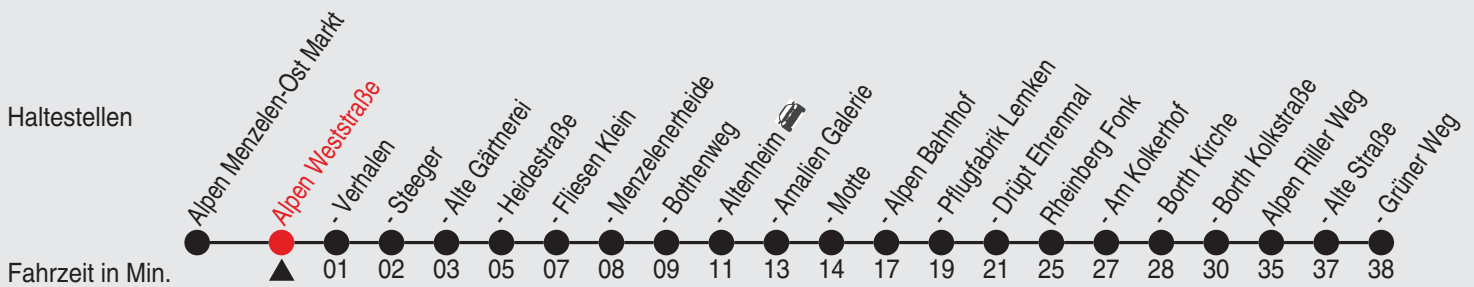 Haltestellen
Alpen Menzelen-Ost Markt
Alpen Weststraße
- Verhalen
- Steeger
- Alte Gärtnerei
- Heidestraße
- Fliesen Klein
- Menzelenerheide
- Bothenweg
- Altenheim
- Amalien Galerie
- Motte
- Alpen Bahnhof
- Pflugfabrik Lemken
- Drüpt Ehrenmal
Rheinberg Fonk
- Am Kolkerhof
- Borth Kirche
- Borth Kolkstraße
Alpen Riller Weg
- Alte Straße
- Grüner Weg
Fahrzeit in Min. 01 02 03 05 07 08 09 11 13 14 17 19 21 25 27 28 30 35 37 38